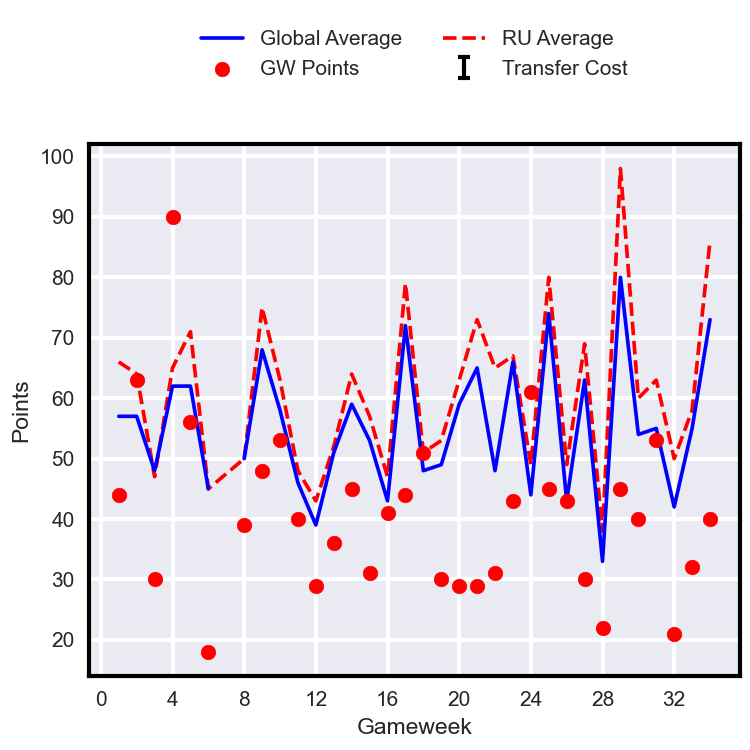 Global Average
RU Average
GW Points
Transfer Cost
100
90
80
70
60
50
40
30
20
Points
0 4 8 12 16 20 24 28 32
Gameweek